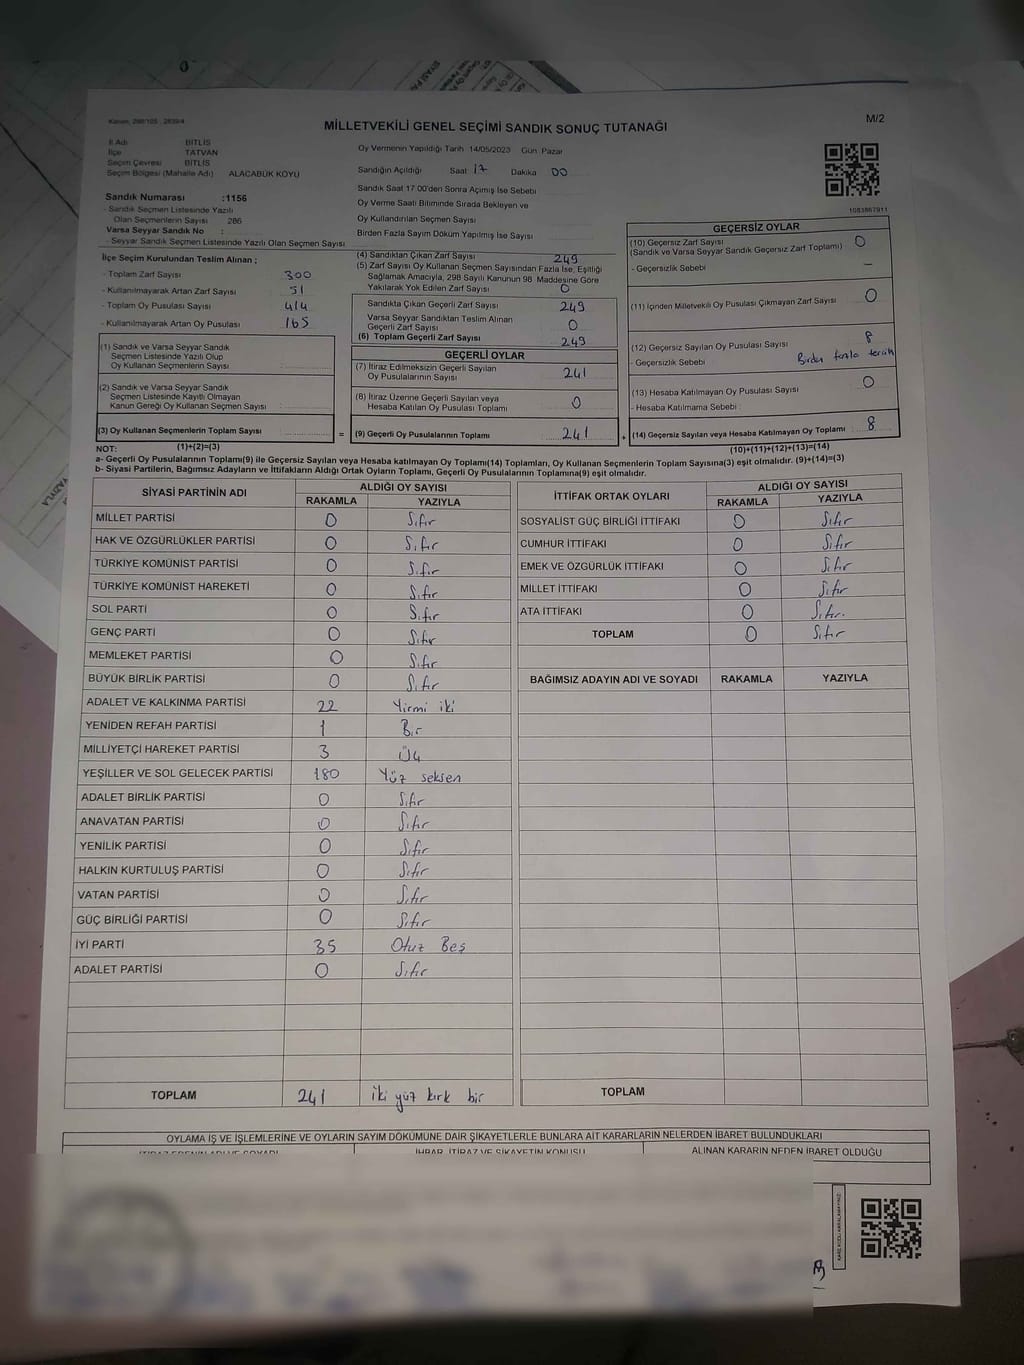 Kanun, 298/105 , 2839/4
MİLLETVEKİLİ GENEL SEÇİMİ SANDIK SONUÇ TUTANAĞI
M/2
İl Adı BİTLİS
İlçe TATVAN
Seçim Çevresi BİTLİS
Seçim Bölgesi (Mahalle Adı) ALACABÜK KÖYÜ
Sandık Numarası :1156
- Sandık Seçmen Listesinde Yazılı
Olan Seçmenlerin Sayısı 286
Varsa Seyyar Sandık No :
- Seyyar Sandık Seçmen Listesinde Yazılı Olan Seçmen Sayısı
İlçe Seçim Kurulundan Teslim Alınan ;
- Toplam Zarf Sayısı 300
- Kullanılmayarak Artan Zarf Sayısı 51
- Toplam Oy Pusulası Sayısı 414
- Kullanılmayarak Artan Oy Pusulası 165
(1) Sandık ve Varsa Seyyar Sandık
Seçmen Listesinde Yazılı Olup
Oy Kullanan Seçmenlerin Sayısı :
(2) Sandık ve Varsa Seyyar Sandık
Seçmen Listesinde Kayıtlı Olmayan
Kanun Gereği Oy Kullanan Seçmen Sayısı :
(3) Oy Kullanan Seçmenlerin Toplam Sayısı
Oy Vermenin Yapıldığı Tarih 14/05/2023 Gün Pazar
Sandığın Açıldığı Saat 17 Dakika 00
Sandık Saat 17:00'den Sonra Açımış İse Sebebi
Oy Verme Saati Bitiminde Sırada Bekleyen ve
Oy Kullandırılan Seçmen Sayısı
Birden Fazla Sayım Döküm Yapılmış İse Sayısı
(4) Sandıktan Çıkan Zarf Sayısı 249
(5) Zarf Sayısı Oy Kullanan Seçmen Sayısından Fazla İse, Eşitliği
Sağlamak Amacıyla, 298 Sayılı Kanunun 98. Maddesine Göre
Yakılarak Yok Edilen Zarf Sayısı 0
Sandıkta Çıkan Geçerli Zarf Sayısı 249
Varsa Seyyar Sandıktan Teslim Alınan
Geçerli Zarf Sayısı 0
(6) Toplam Geçerli Zarf Sayısı 249
GEÇERLİ OYLAR
(7) İtiraz Edilmeksizin Geçerli Sayılan
Oy Pusulalarının Sayısı 241
(8) İtiraz Üzerine Geçerli Sayılan veya
Hesaba Katılan Oy Pusulası Toplamı 0
= (9) Geçerli Oy Pusulalarının Toplamı 241 +
1083867911
GEÇERSİZ OYLAR
(10) Geçersiz Zarf Sayısı 0
(Sandık ve Varsa Seyyar Sandık Geçersiz Zarf Toplamı)
- Geçersizlik Sebebi –
(11) İçinden Milletvekili Oy Pusulası Çıkmayan Zarf Sayısı 0
(12) Geçersiz Sayılan Oy Pusulası Sayısı 8
- Geçersizlik Sebebi Birden fazla tercih
(13) Hesaba Katılmayan Oy Pusulası Sayısı 0
- Hesaba Katılmama Sebebi :
(14) Geçersiz Sayılan veya Hesaba Katılmayan Oy Toplamı 8
NOT: (1)+(2)=(3) (10)+(11)+(12)+(13)=(14)
a- Geçerli Oy Pusulalarının Toplamı(9) ile Geçersiz Sayılan veya Hesaba katılmayan Oy Toplamı(14) Toplamları, Oy Kullanan Seçmenlerin Toplam Sayısına(3) eşit olmalıdır. (9)+(14)=(3)
b- Siyasi Partilerin, Bağımsız Adayların ve İttifakların Aldığı Ortak Oyların Toplamı, Geçerli Oy Pusulalarının Toplamına(9) eşit olmalıdır.
SİYASİ PARTİNİN ADI ALDIĞI OY SAYISI
RAKAMLA YAZIYLA
MİLLET PARTİSİ 0 Sıfır
HAK VE ÖZGÜRLÜKLER PARTİSİ 0 Sıfır
TÜRKİYE KOMÜNİST PARTİSİ 0 Sıfır
TÜRKİYE KOMÜNİST HAREKETİ 0 Sıfır
SOL PARTİ 0 Sıfır
GENÇ PARTİ 0 Sıfır
MEMLEKET PARTİSİ 0 Sıfır
BÜYÜK BİRLİK PARTİSİ 0 Sıfır
ADALET VE KALKINMA PARTİSİ 22 Yirmi iki
YENİDEN REFAH PARTİSİ 1 Bir
MİLLİYETÇİ HAREKET PARTİSİ 3 Üç
YEŞİLLER VE SOL GELECEK PARTİSİ 180 Yüz seksen
ADALET BİRLİK PARTİSİ 0 Sıfır
ANAVATAN PARTİSİ 0 Sıfır
YENİLİK PARTİSİ 0 Sıfır
HALKIN KURTULUŞ PARTİSİ 0 Sıfır
VATAN PARTİSİ 0 Sıfır
GÜÇ BİRLİĞİ PARTİSİ 0 Sıfır
İYİ PARTİ 35 Otuz Beş
ADALET PARTİSİ 0 Sıfır
TOPLAM 241 iki yüz kırk bir
İTTİFAK ORTAK OYLARI ALDIĞI OY SAYISI
RAKAMLA YAZIYLA
SOSYALİST GÜÇ BİRLİĞİ İTTİFAKI 0 Sıfır
CUMHUR İTTİFAKI 0 Sıfır
EMEK VE ÖZGÜRLÜK İTTİFAKI 0 Sıfır
MİLLET İTTİFAKI 0 Sıfır
ATA İTTİFAKI 0 Sıfır.
TOPLAM 0 Sıfır
BAĞIMSIZ ADAYIN ADI VE SOYADI RAKAMLA YAZIYLA
TOPLAM
OYLAMA İŞ VE İŞLEMLERİNE VE OYLARIN SAYIM DÖKÜMÜNE DAİR ŞİKAYETLERLE BUNLARA AİT KARARLARIN NELERDEN İBARET BULUNDUKLARI
İHBAR, İTİRAZ VE ŞİKAYETİN KONUSU ALINAN KARARIN NEDEN İBARET OLDUĞU